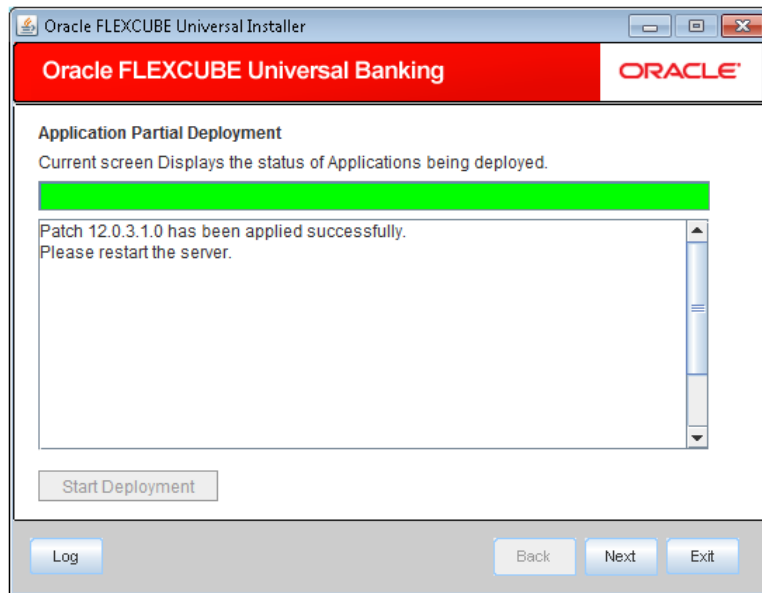 Oracle FLEXCUBE Universal Installer
Oracle FLEXCUBE Universal Banking
ORACLE'
Application Partial Deployment
Current screen Displays the status of Applications being deployed.
Patch 12.0.3.1.0 has been applied successfully.
Please restart the server.
Start Deployment
Log
Back
Next
Exit